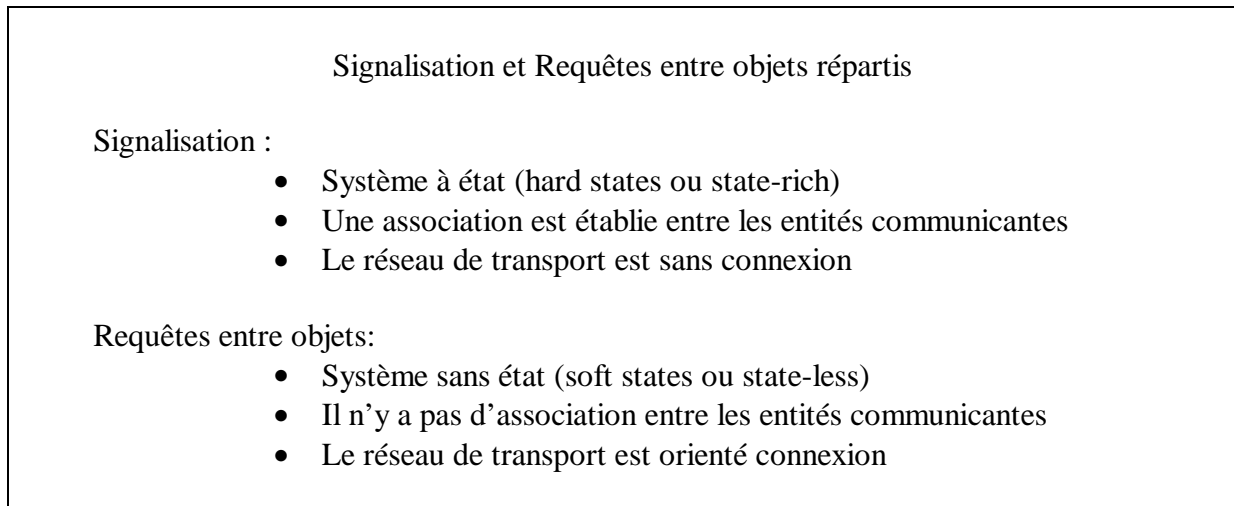 Signalisation et Requêtes entre objets répartis
Signalisation :
• Système à état (hard states ou state-rich)
• Une association est établie entre les entités communicantes
• Le réseau de transport est sans connexion
Requêtes entre objets:
• Système sans état (soft states ou state-less)
• Il n’y a pas d’association entre les entités communicantes
• Le réseau de transport est orienté connexion